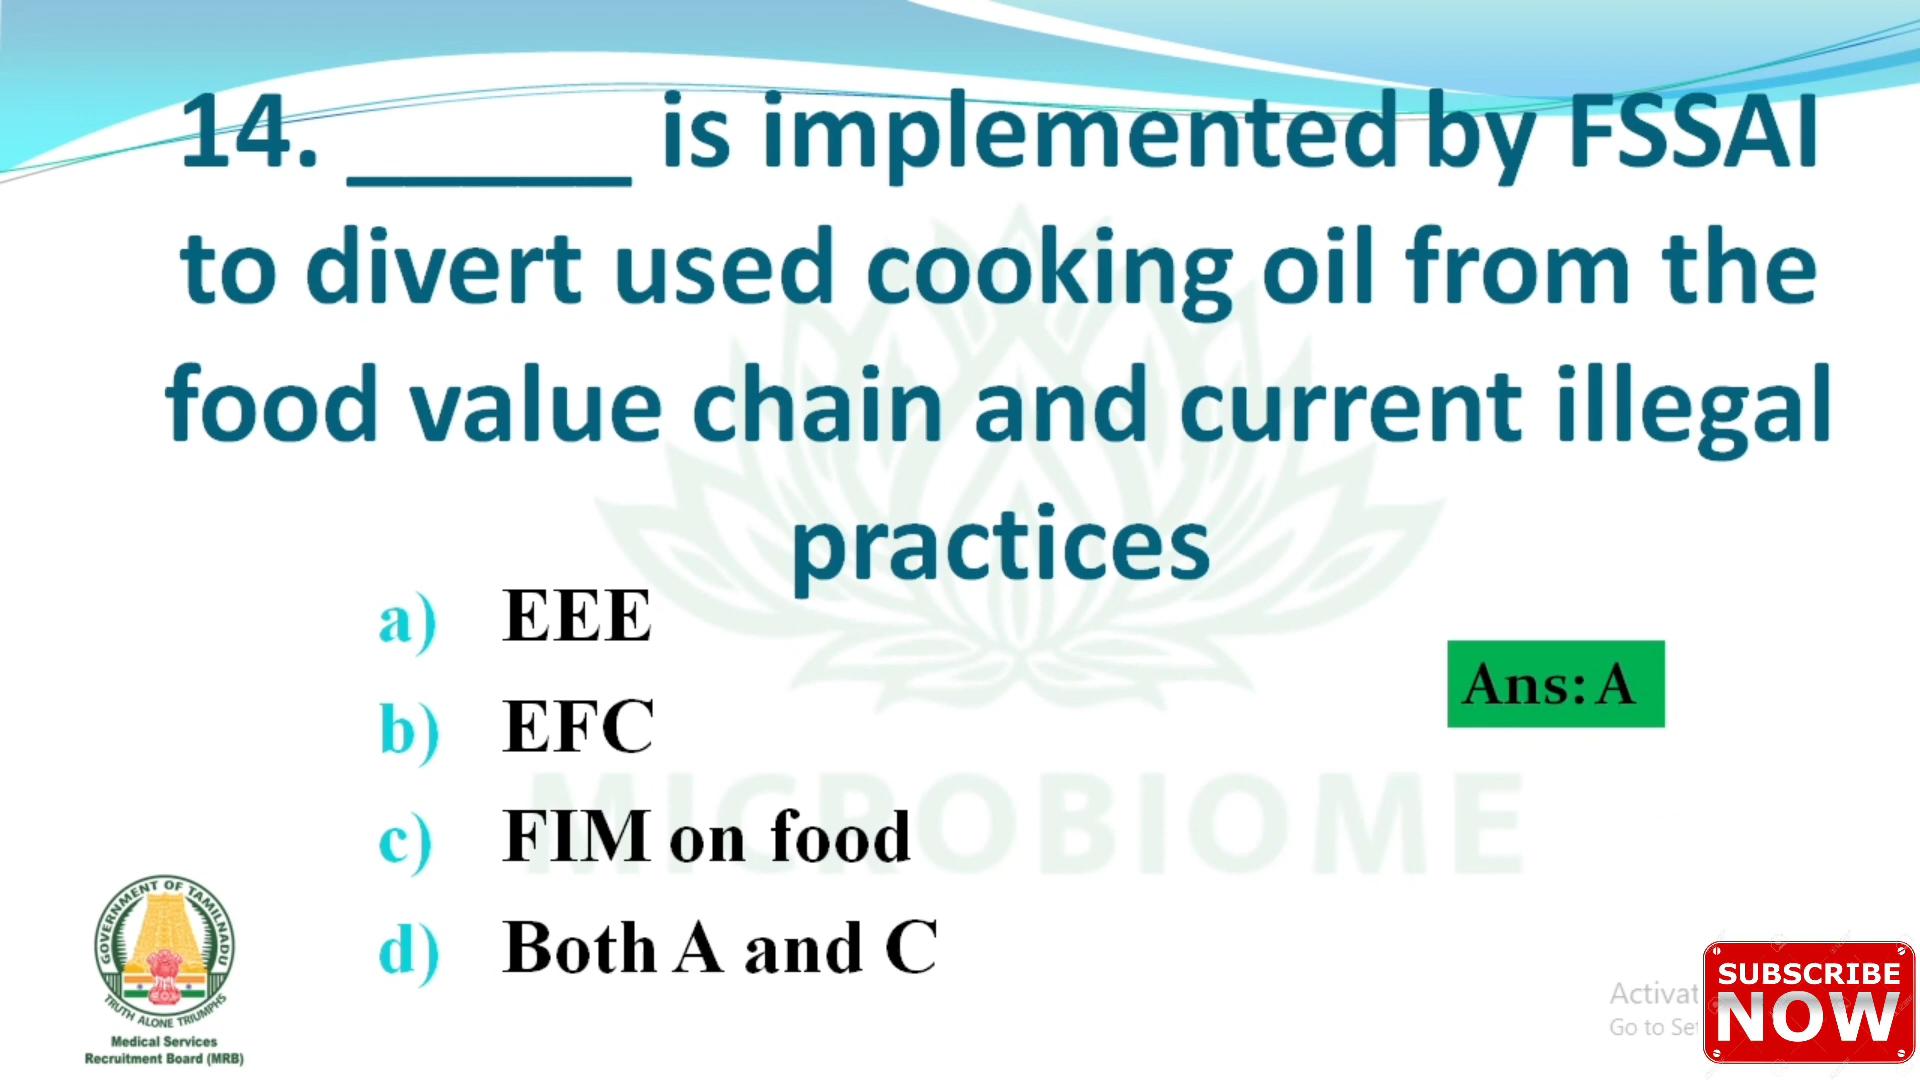 14. _____ is implemented by FSSAI
to divert used cooking oil from the
food value chain and current illegal
practices
a) EEE
b) EFC
c) FIM on food
d) Both A and C
Ans: A
MICROBIOME
GOVERNMENT OF TAMILNADU
TRUTH ALONE TRIUMPHS
Medical Services
Recruitment Board (MRB)
Activat
Go to Set
SUBSCRIBE
NOW